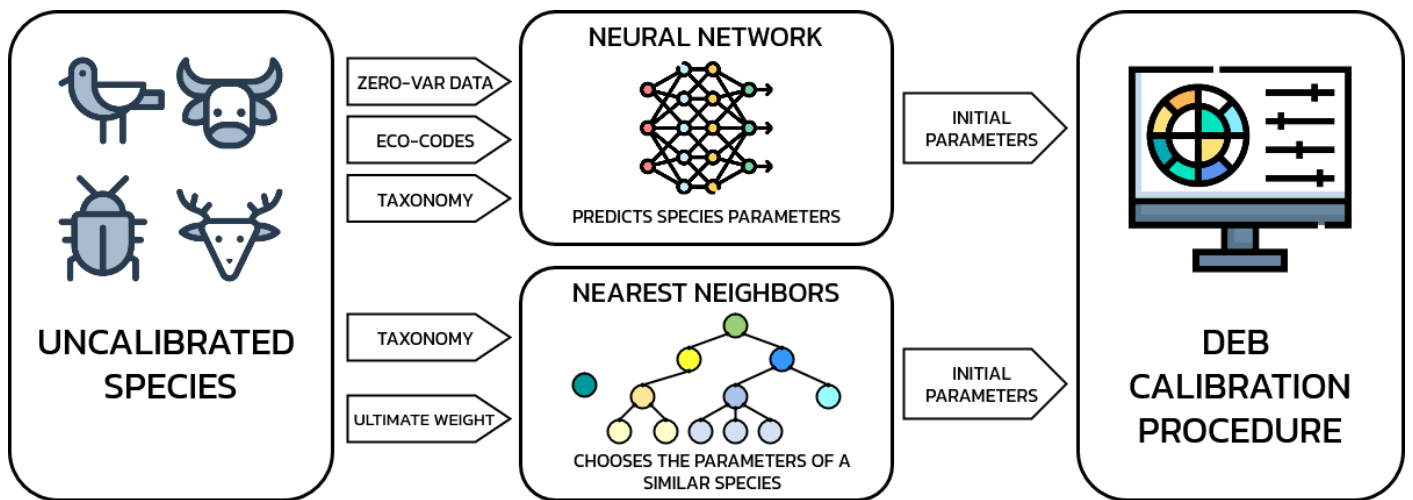 UNCALIBRATED
SPECIES
ZERO-VAR DATA
ECO-CODES
TAXONOMY
NEURAL NETWORK
PREDICTS SPECIES PARAMETERS
INITIAL
PARAMETERS
TAXONOMY
ULTIMATE WEIGHT
NEAREST NEIGHBORS
CHOOSES THE PARAMETERS OF A
SIMILAR SPECIES
INITIAL
PARAMETERS
DEB
CALIBRATION
PROCEDURE